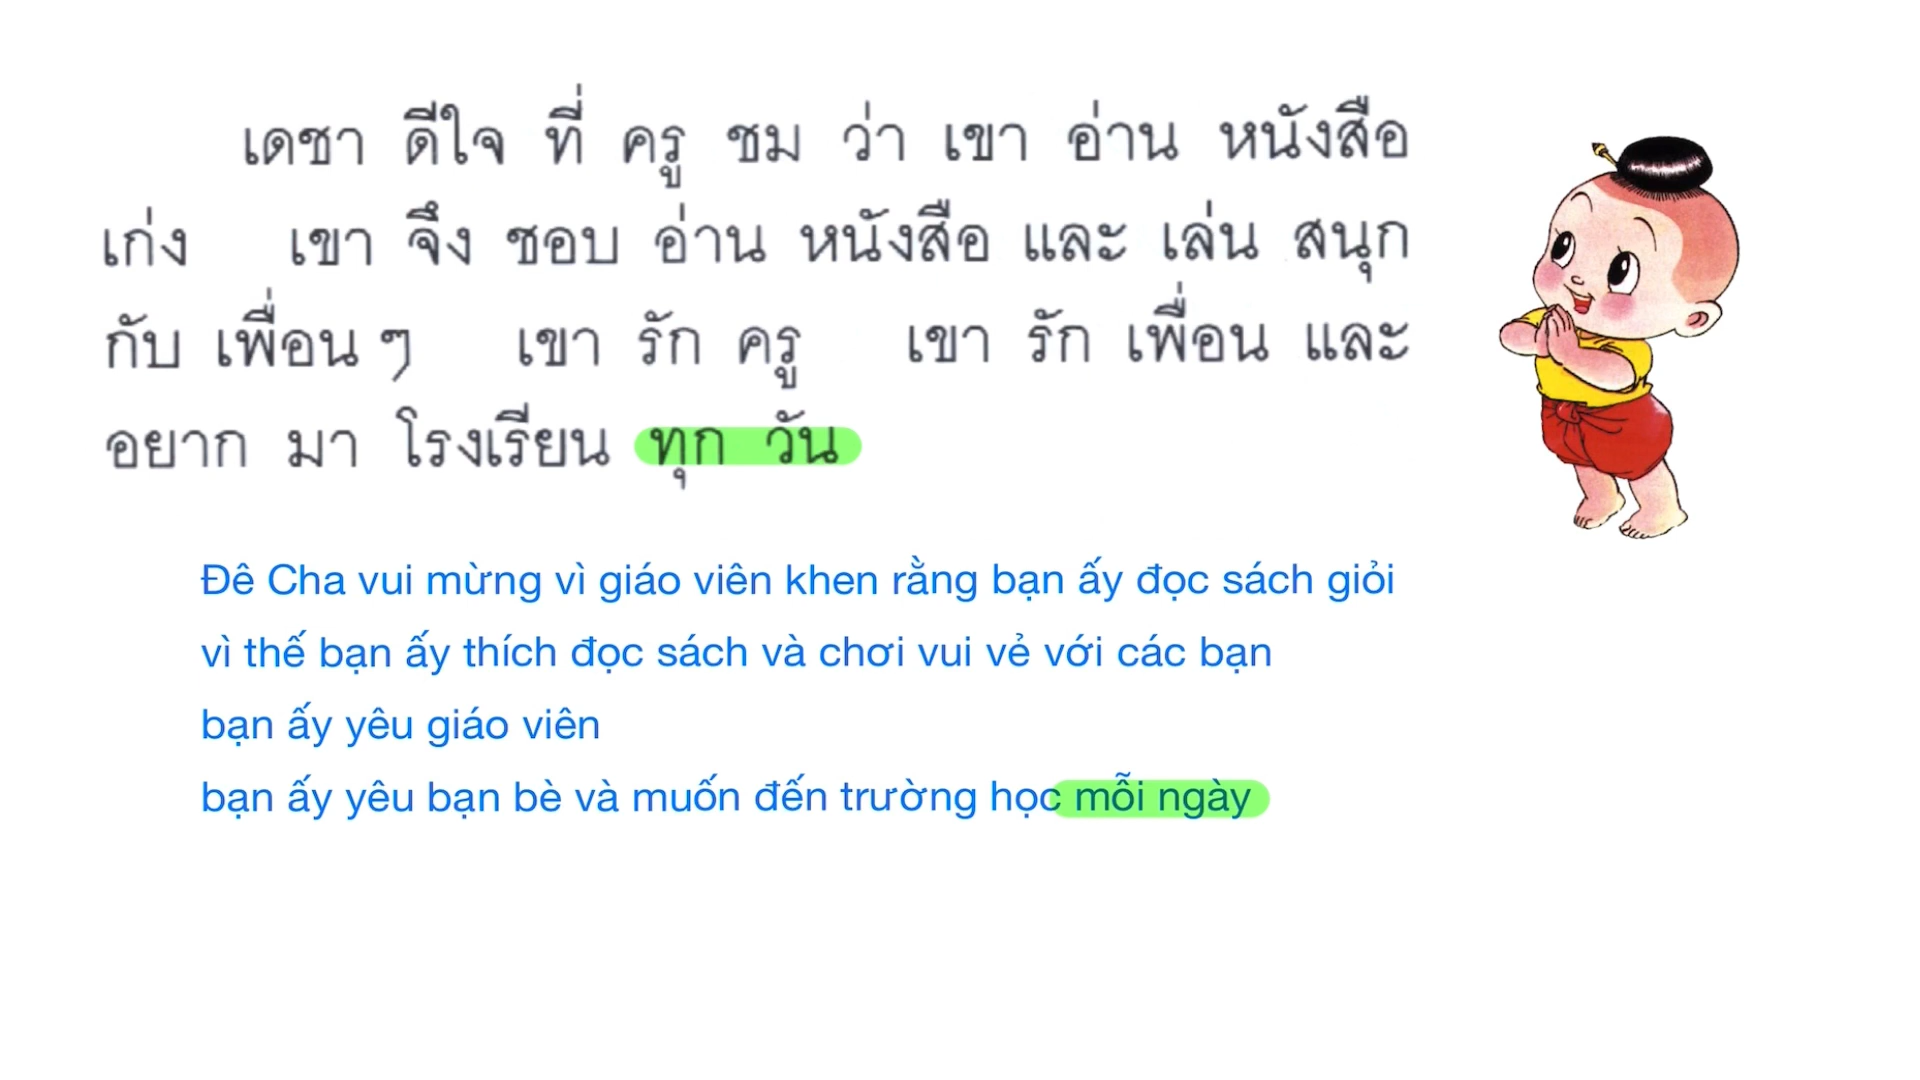 เดชา ดีใจ ที่ ครู ชม ว่า เขา อ่าน หนังสือ
เก่ง เขา จึง ชอบ อ่าน หนังสือ และ เล่น สนุก
กับ เพื่อน ๆ เขา รัก ครู เขา รัก เพื่อน และ
อยาก มา โรงเรียน ทุก วัน
Đê Cha vui mừng vì giáo viên khen rằng bạn ấy đọc sách giỏi
vì thế bạn ấy thích đọc sách và chơi vui vẻ với các bạn
bạn ấy yêu giáo viên
bạn ấy yêu bạn bè và muốn đến trường học mỗi ngày